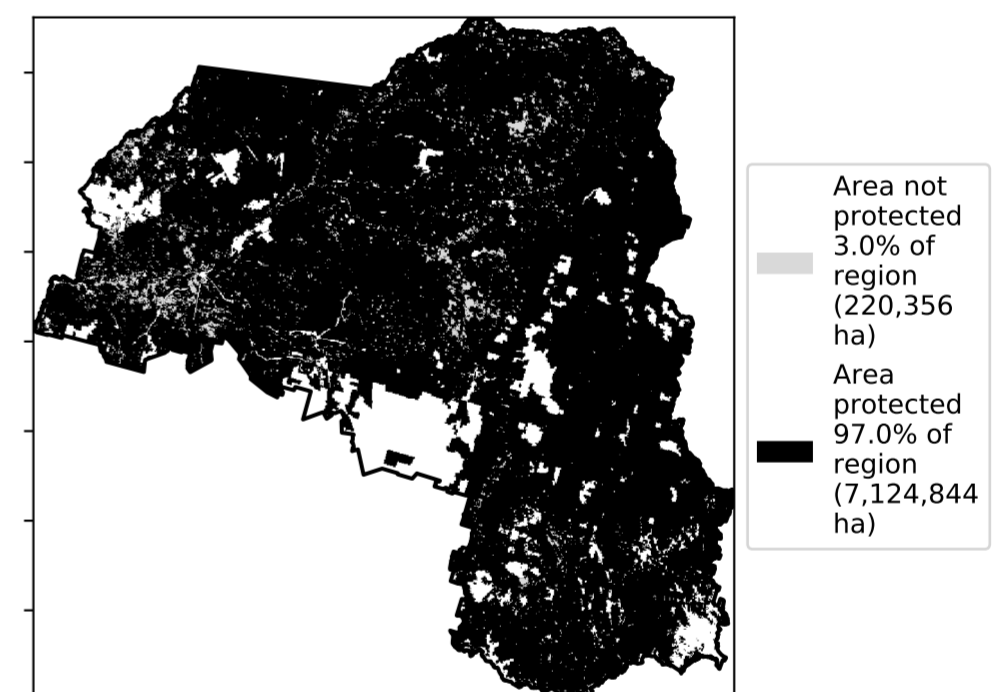 Area not
protected
3.0% of
region
(220,356
ha)
Area
protected
97.0% of
region
(7,124,844
ha)